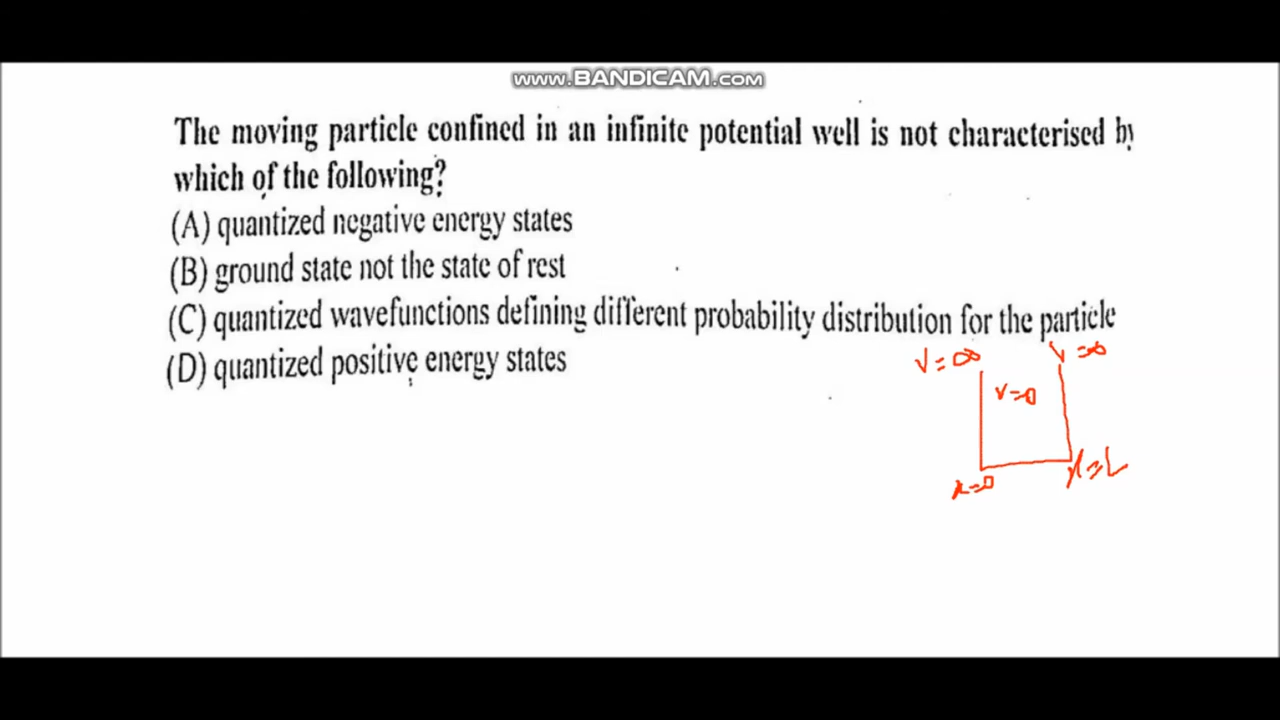 www.BANDICAM.com
The moving particle confined in an infinite potential well is not characterised by
which of the following?
(A) quantized negative energy states
(B) ground state not the state of rest
(C) quantized wavefunctions defining different probability distribution for the particle
(D) quantized positive energy states
V=∞ V=∞
V=0
x=0 x=L